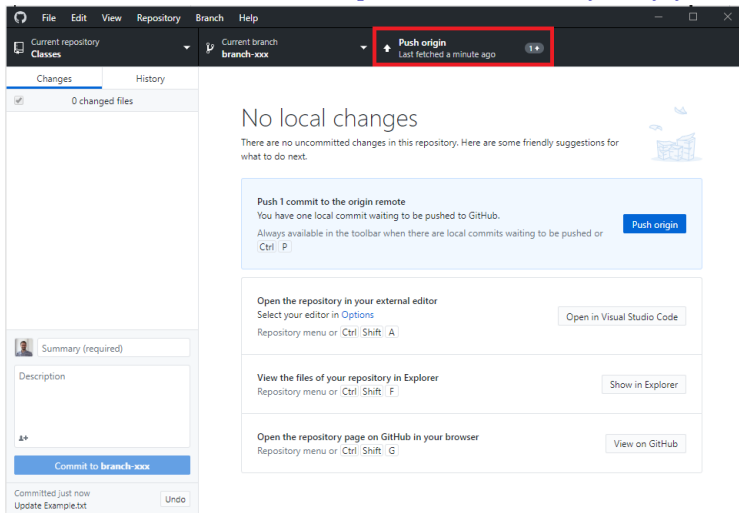 File Edit View Repository Branch Help
Current repository
Classes
Current branch
branch-xxx
Push origin
Last fetched a minute ago
1
Changes History
0 changed files
No local changes
There are no uncommitted changes in this repository. Here are some friendly suggestions for
what to do next.
Push 1 commit to the origin remote
You have one local commit waiting to be pushed to GitHub.
Always available in the toolbar when there are local commits waiting to be pushed or
Ctrl P
Push origin
Open the repository in your external editor
Select your editor in Options
Repository menu or Ctrl Shift A
Open in Visual Studio Code
View the files of your repository in Explorer
Repository menu or Ctrl Shift F
Show in Explorer
Open the repository page on GitHub in your browser
Repository menu or Ctrl Shift G
View on GitHub
Summary (required)
Description
Commit to branch-xxx
Committed just now
Update Example.txt
Undo